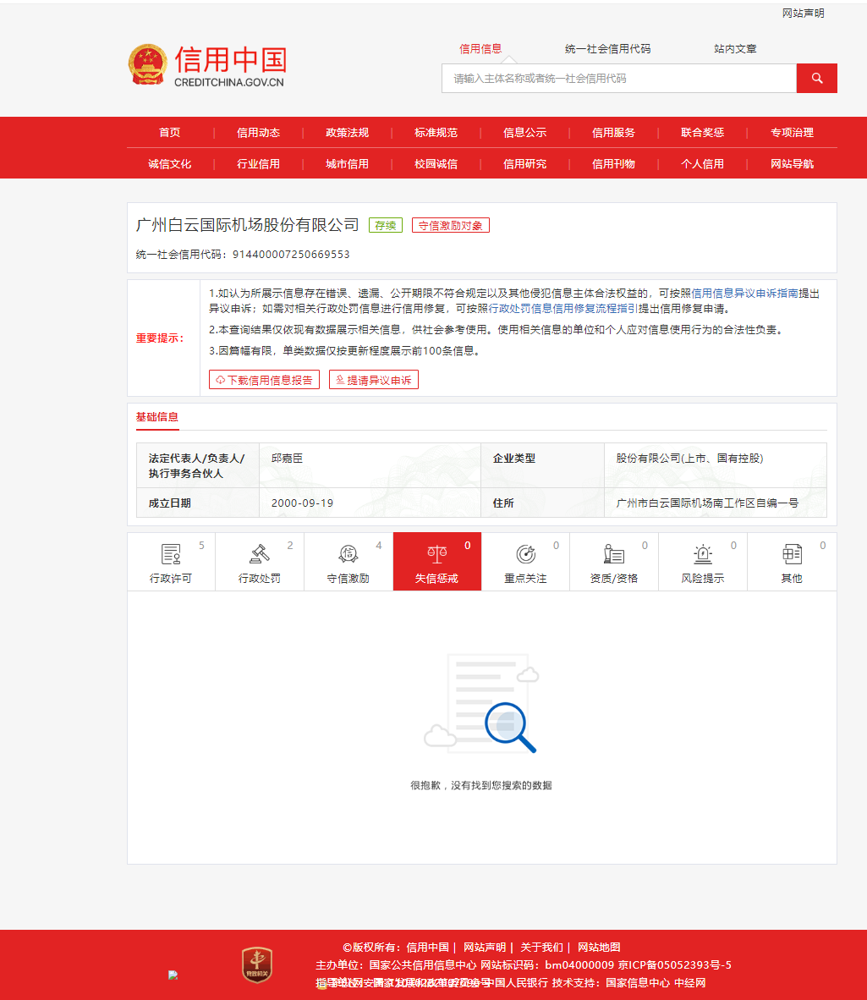 网站声明
信用中国
CREDITCHINA.GOV.CN
信用信息 统一社会信用代码 站内文章
请输入主体名称或者统一社会信用代码
首页 | 信用动态 | 政策法规 | 标准规范 | 信息公示 | 信用服务 | 联合奖惩 | 专项治理
诚信文化 | 行业信用 | 城市信用 | 校园诚信 | 信用研究 | 信用刊物 | 个人信用 | 网站导航
广州白云国际机场股份有限公司 存续 守信激励对象
统一社会信用代码：914400007250669553
重要提示：
1.如认为所展示信息存在错误、遗漏、公开期限不符合规定以及其他侵犯信息主体合法权益的，可按照信用信息异议申诉指南提出
异议申诉；如需对相关行政处罚信息进行信用修复，可按照行政处罚信息信用修复流程指引提出信用修复申请。
2.本查询结果仅依现有数据展示相关信息，供社会参考使用。使用相关信息的单位和个人应对信息使用行为的合法性负责。
3.因篇幅有限，单类数据仅按更新程度展示前100条信息。
下载信用信息报告 提请异议申诉
基础信息
法定代表人/负责人/
执行事务合伙人
邱嘉臣
企业类型
股份有限公司(上市、国有控股)
成立日期 2000-09-19 住所 广州市白云国际机场南工作区自编一号
5 2 4 0 0 0 0 0
信
行政许可 行政处罚 守信激励 失信惩戒 重点关注 资质/资格 风险提示 其他
很抱歉，没有找到您搜索的数据
©版权所有：信用中国 | 网站声明 | 关于我们 | 网站地图
主办单位：国家公共信用信息中心 网站标识码：bm04000009 京ICP备05052393号-5
党政机关
中国人民银行 技术支持：国家信息中心 中经网